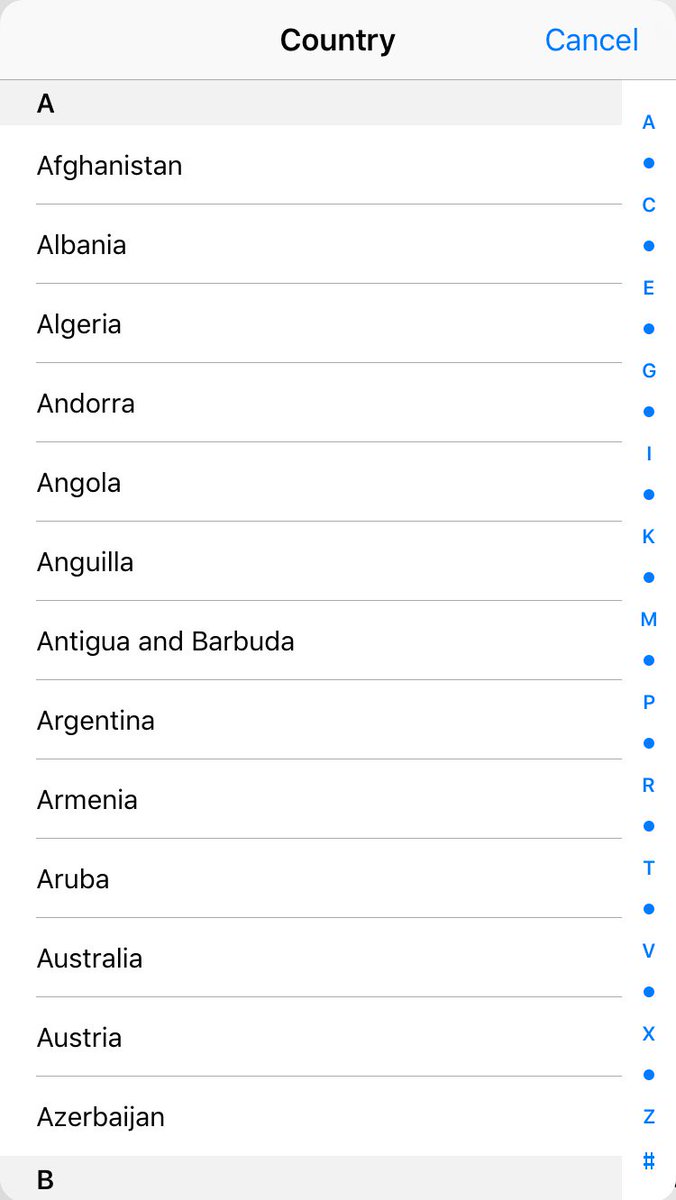 Country
Cancel
A
Afghanistan
Albania
Algeria
Andorra
Angola
Anguilla
Antigua and Barbuda
Argentina
Armenia
Aruba
Australia
Austria
Azerbaijan
B
A
●
C
●
E
●
G
●
I
●
K
●
M
●
P
●
R
●
T
●
V
●
X
●
Z
#